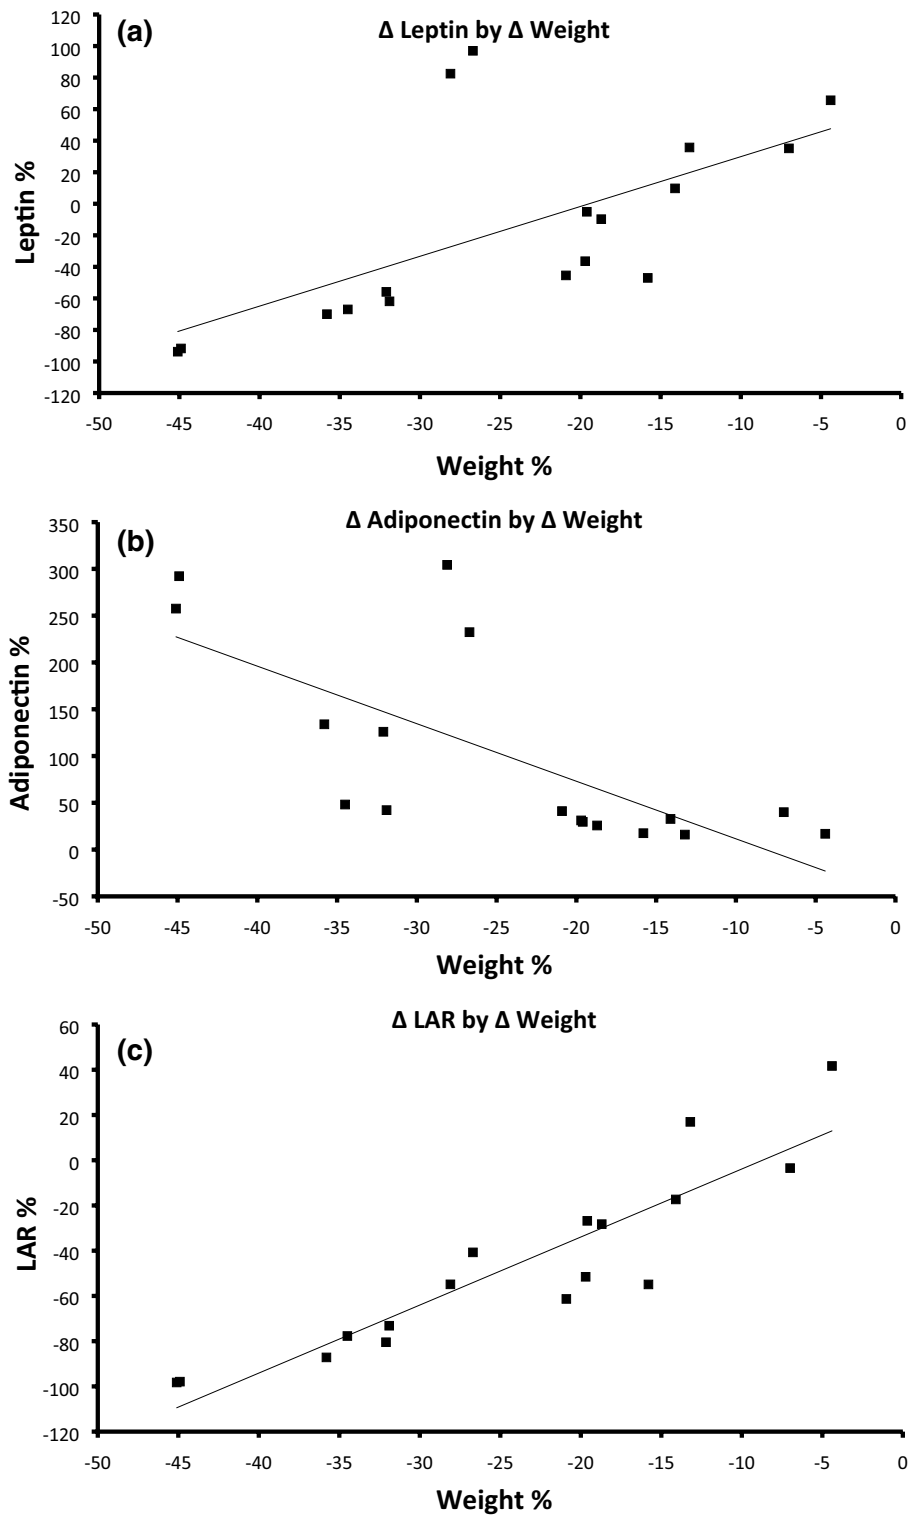 (a)
Δ Leptin by Δ Weight
120
100
80
60
40
20
0
-20
-40
-60
-80
-100
-120
Leptin %
-50 -45 -40 -35 -30 -25 -20 -15 -10 -5 0
Weight %
(b)
Δ Adiponectin by Δ Weight
350
300
250
200
150
100
50
0
-50
Adiponectin %
-50 -45 -40 -35 -30 -25 -20 -15 -10 -5 0
Weight %
(c)
Δ LAR by Δ Weight
60
40
20
0
-20
-40
-60
-80
-100
-120
LAR %
-50 -45 -40 -35 -30 -25 -20 -15 -10 -5 0
Weight %